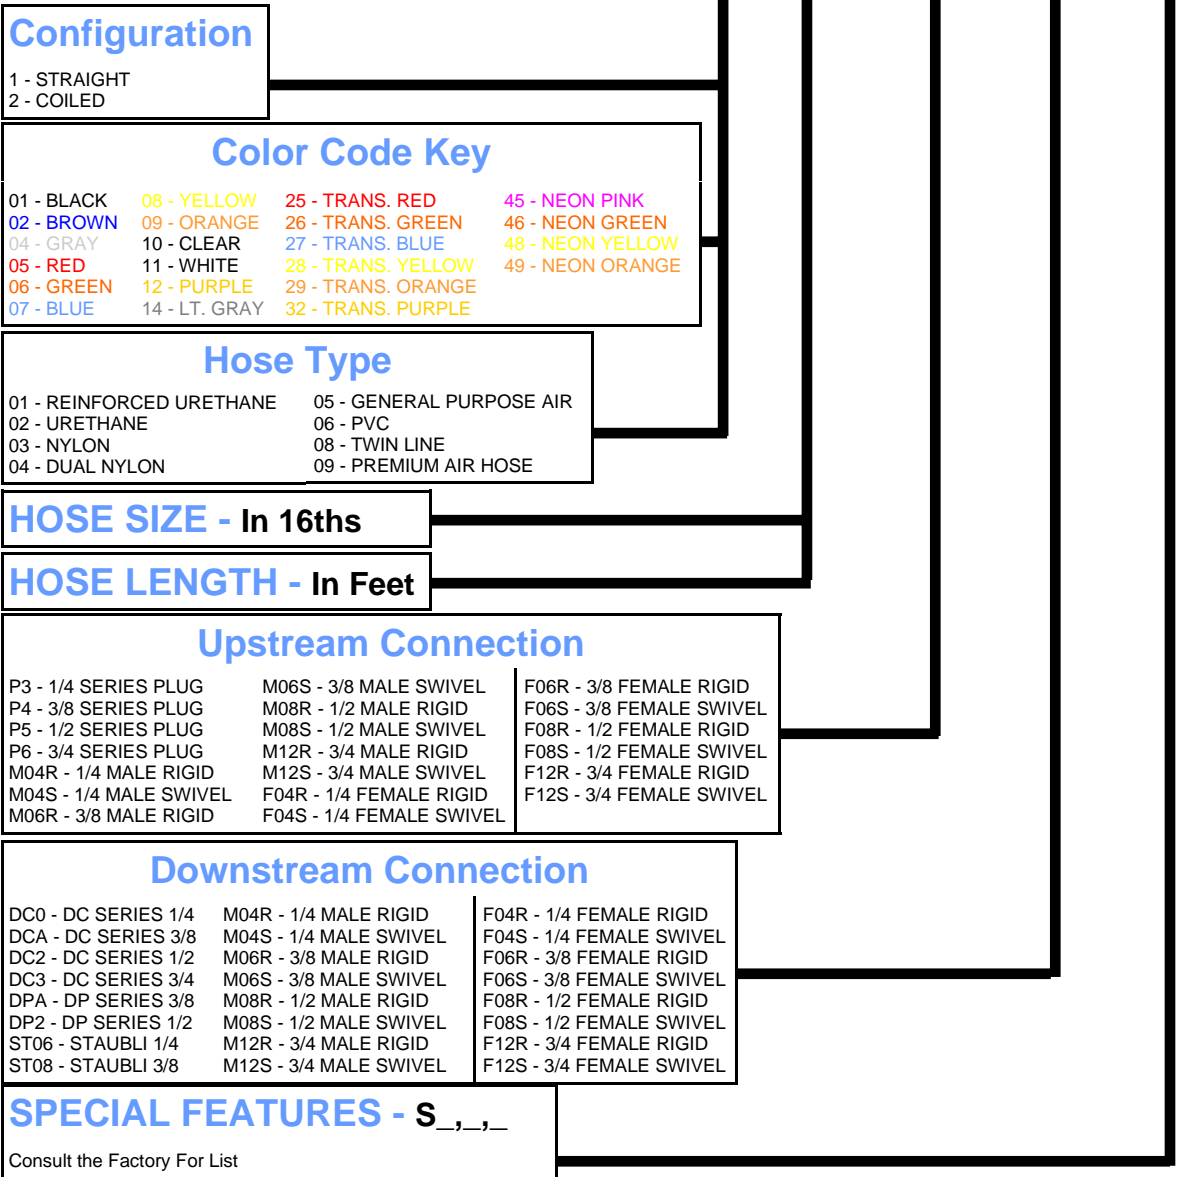 Configuration
1 - STRAIGHT
2 - COILED
Color Code Key
01 - BLACK
02 - BROWN
04 - GRAY
05 - RED
06 - GREEN
07 - BLUE
08 - YELLOW
09 - ORANGE
10 - CLEAR
11 - WHITE
12 - PURPLE
14 - LT. GRAY
25 - TRANS. RED
26 - TRANS. GREEN
27 - TRANS. BLUE
28 - TRANS. YELLOW
29 - TRANS. ORANGE
32 - TRANS. PURPLE
45 - NEON PINK
46 - NEON GREEN
48 - NEON YELLOW
49 - NEON ORANGE
Hose Type
01 - REINFORCED URETHANE
02 - URETHANE
03 - NYLON
04 - DUAL NYLON
05 - GENERAL PURPOSE AIR
06 - PVC
08 - TWIN LINE
09 - PREMIUM AIR HOSE
HOSE SIZE - In 16ths
HOSE LENGTH - In Feet
Upstream Connection
P3 - 1/4 SERIES PLUG
P4 - 3/8 SERIES PLUG
P5 - 1/2 SERIES PLUG
P6 - 3/4 SERIES PLUG
M04R - 1/4 MALE RIGID
M04S - 1/4 MALE SWIVEL
M06R - 3/8 MALE RIGID
M06S - 3/8 MALE SWIVEL
M08R - 1/2 MALE RIGID
M08S - 1/2 MALE SWIVEL
M12R - 3/4 MALE RIGID
M12S - 3/4 MALE SWIVEL
F04R - 1/4 FEMALE RIGID
F04S - 1/4 FEMALE SWIVEL
F06R - 3/8 FEMALE RIGID
F06S - 3/8 FEMALE SWIVEL
F08R - 1/2 FEMALE RIGID
F08S - 1/2 FEMALE SWIVEL
F12R - 3/4 FEMALE RIGID
F12S - 3/4 FEMALE SWIVEL
Downstream Connection
DC0 - DC SERIES 1/4
DCA - DC SERIES 3/8
DC2 - DC SERIES 1/2
DC3 - DC SERIES 3/4
DPA - DP SERIES 3/8
DP2 - DP SERIES 1/2
ST06 - STAUBLI 1/4
ST08 - STAUBLI 3/8
M04R - 1/4 MALE RIGID
M04S - 1/4 MALE SWIVEL
M06R - 3/8 MALE RIGID
M06S - 3/8 MALE SWIVEL
M08R - 1/2 MALE RIGID
M08S - 1/2 MALE SWIVEL
M12R - 3/4 MALE RIGID
M12S - 3/4 MALE SWIVEL
F04R - 1/4 FEMALE RIGID
F04S - 1/4 FEMALE SWIVEL
F06R - 3/8 FEMALE RIGID
F06S - 3/8 FEMALE SWIVEL
F08R - 1/2 FEMALE RIGID
F08S - 1/2 FEMALE SWIVEL
F12R - 3/4 FEMALE RIGID
F12S - 3/4 FEMALE SWIVEL
SPECIAL FEATURES - S_,_,_
Consult the Factory For List